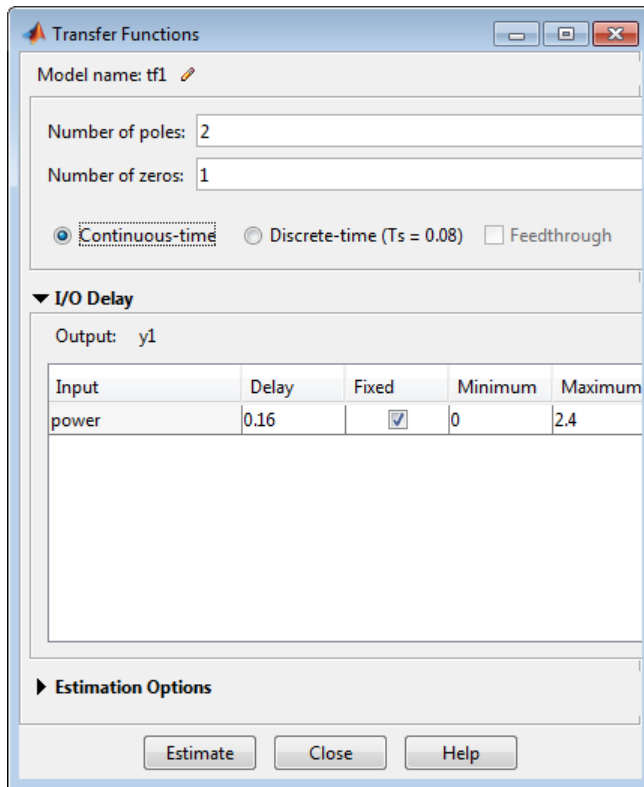 Transfer Functions
Model name: tf1
Number of poles: 2
Number of zeros: 1
Continuous-time Discrete-time (Ts = 0.08) Feedthrough
I/O Delay
Output: y1
Input Delay Fixed Minimum Maximum
power 0.16 0 2.4
Estimation Options
Estimate Close Help